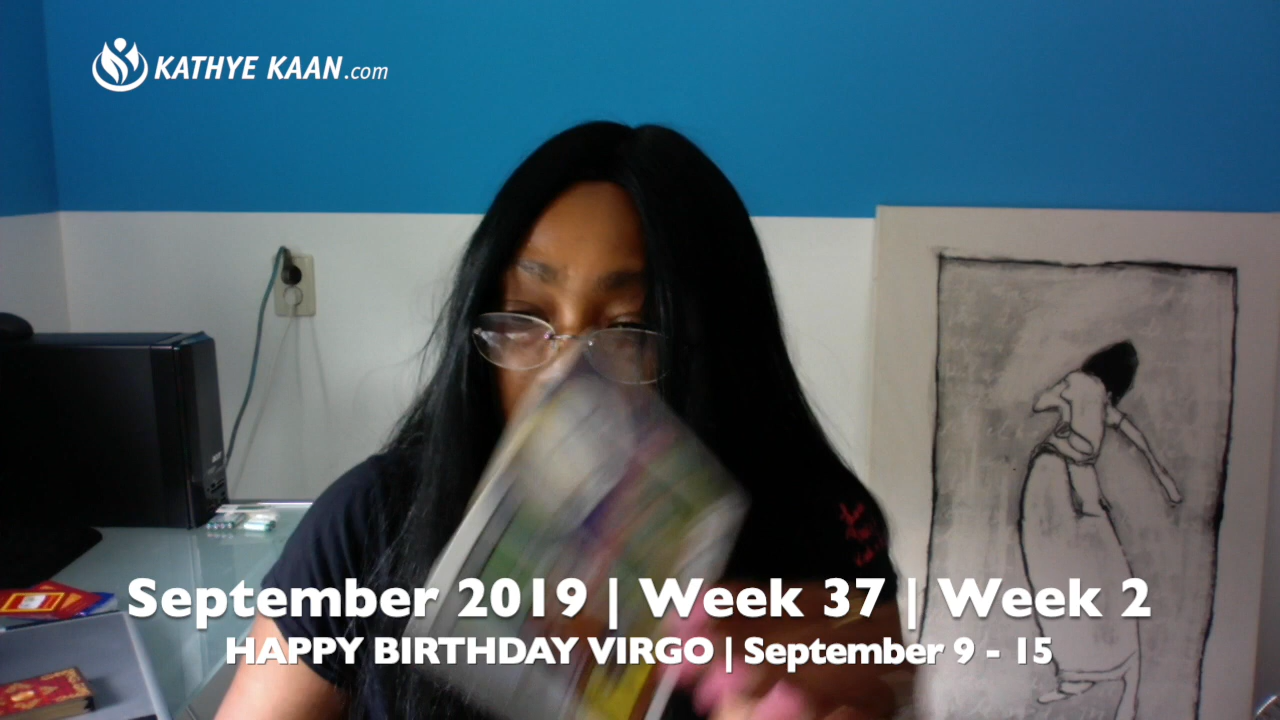 KATHYE KAAN.com
September 2019 | Week 37 | Week 2
HAPPY BIRTHDAY VIRGO | September 9 - 15